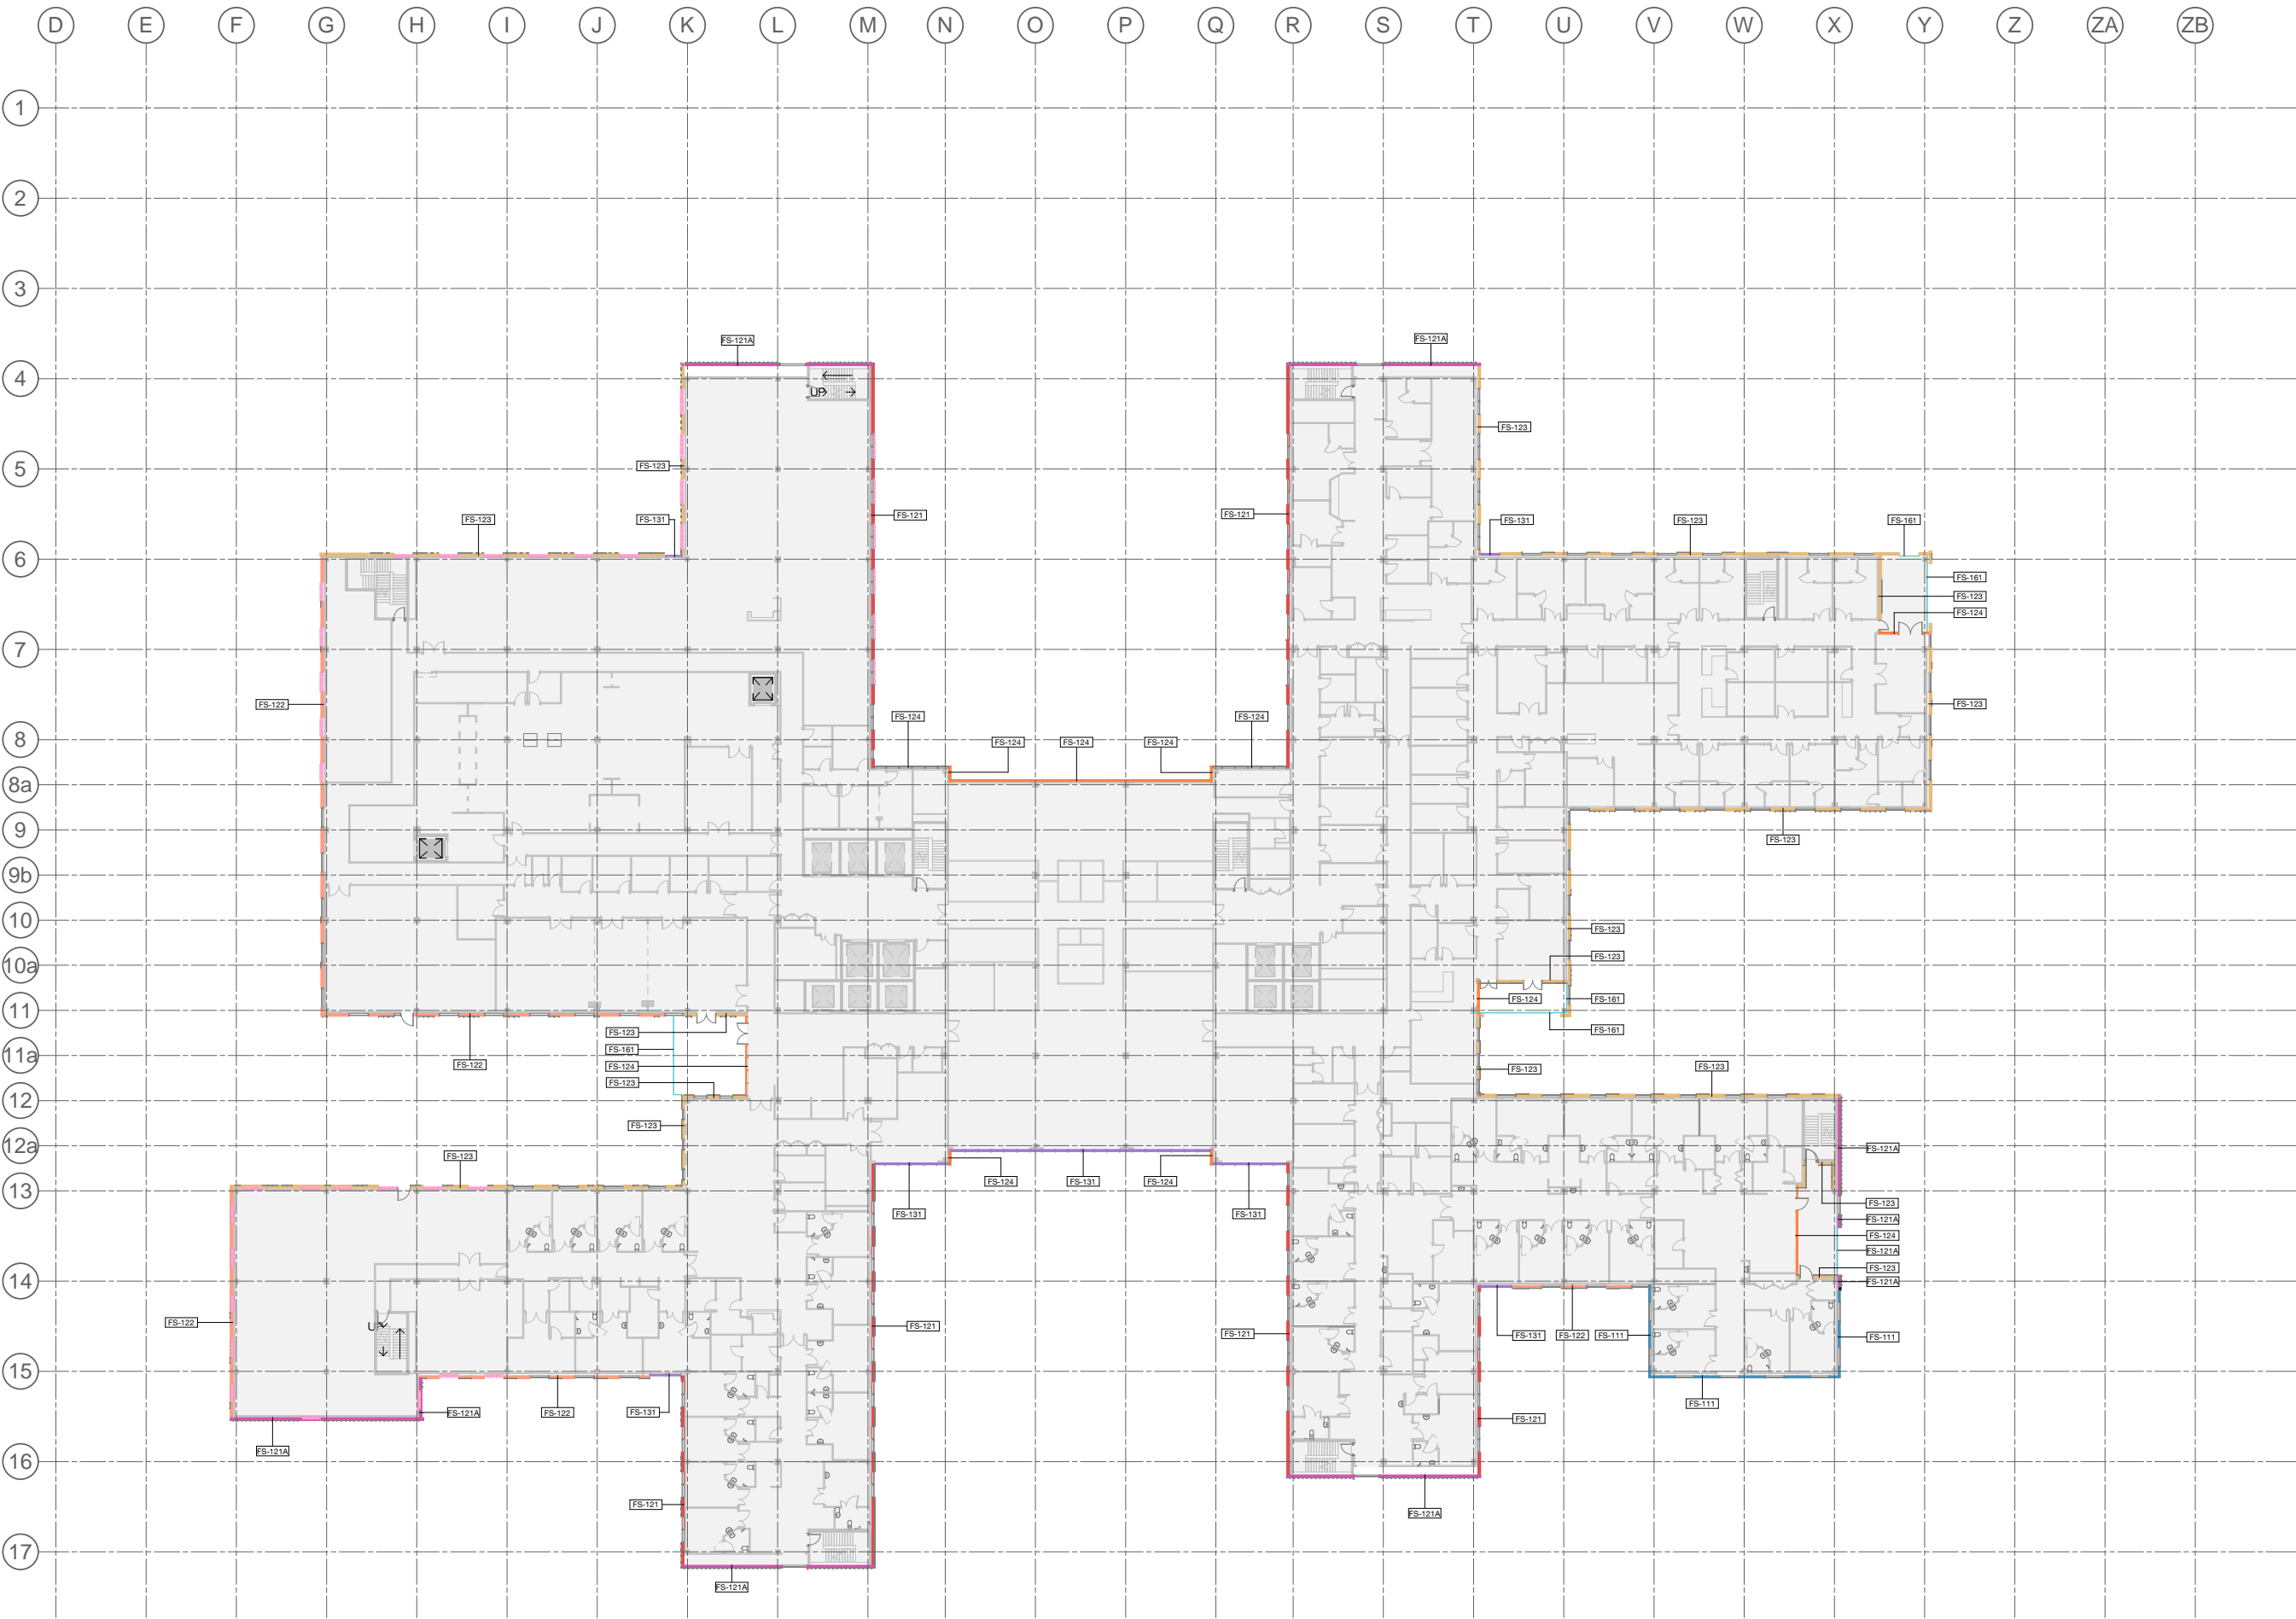 D E F G H I J K L M N O P Q R S T U V W X Y Z ZA ZB
1
2
3
FS-121A FS-121A
4
UP
FS-123
5 FS-123
FS-121 FS-121
FS-123 FS-131 FS-131 FS-123 FS-161
6
FS-161
FS-123
FS-124
7
FS-122 FS-123
FS-124 FS-124
8 FS-124 FS-124 FS-124
8a
9
FS-123
9b
10 FS-123
FS-123
10a
FS-124 FS-161
11
FS-123 FS-161
FS-161
11a
FS-122 FS-124 FS-123 FS-123
FS-123
12
FS-123
12a FS-121A
FS-123
FS-124 FS-131 FS-124
13
FS-131 FS-131 FS-123
FS-121A
FS-124
FS-121A
FS-123
14 FS-121A
UP
FS-122 FS-121 FS-121 FS-131 FS-122 FS-111 FS-111
15
FS-121A FS-122 FS-131 FS-111
FS-121A FS-121
16
FS-121 FS-121A
17
FS-121A